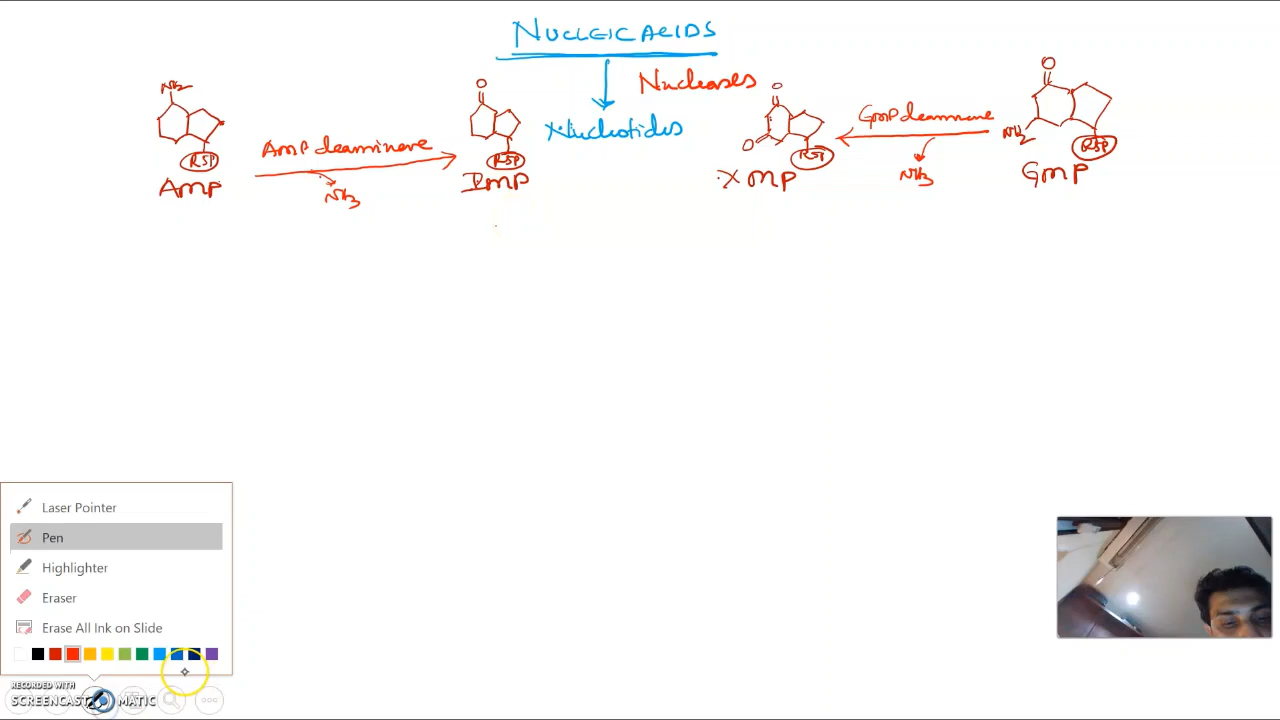 NUCLEIC ACIDS
Nucleases
Nucleotides
NH2
R5P
AMP
AMP deaminase
NH3
O
R5P
IMP
O
O
R5P
XMP
GMP deaminase
NH3
O
NH2
R5P
GMP
Laser Pointer
Pen
Highlighter
Eraser
Erase All Ink on Slide
RECORDED WITH
SCREENCAST MATIC